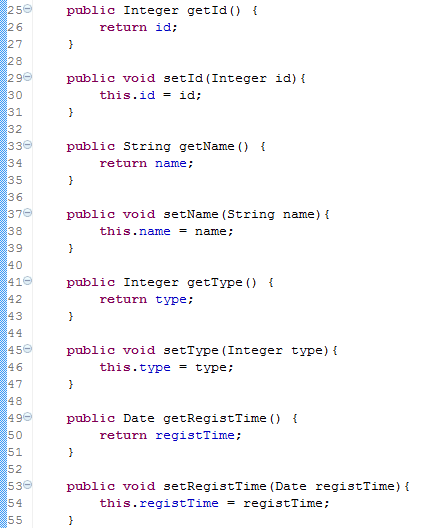 25 public Integer getId() {
26 return id;
27 }
28
29 public void setId(Integer id){
30 this.id = id;
31 }
32
33 public String getName() {
34 return name;
35 }
36
37 public void setName(String name){
38 this.name = name;
39 }
40
41 public Integer getType() {
42 return type;
43 }
44
45 public void setType(Integer type){
46 this.type = type;
47 }
48
49 public Date getRegistTime() {
50 return registTime;
51 }
52
53 public void setRegistTime(Date registTime){
54 this.registTime = registTime;
55 }